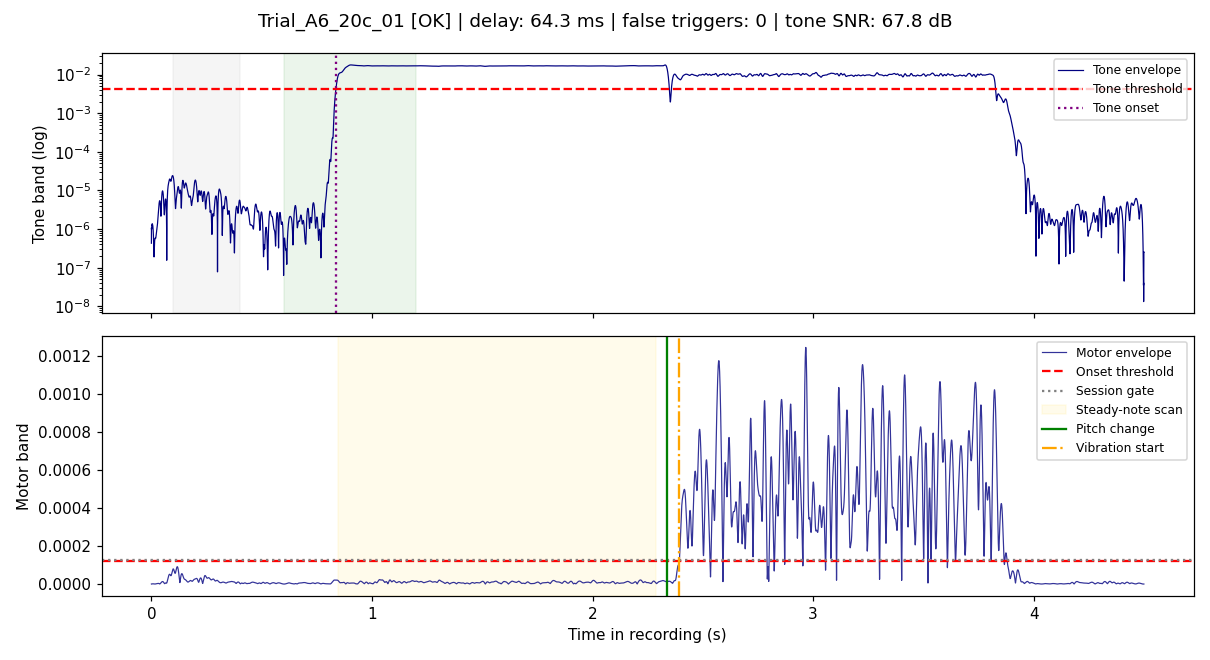 Trial_A6_20c_01 [OK] | delay: 64.3 ms | false triggers: 0 | tone SNR: 67.8 dB
Tone band (log)
10⁻²
10⁻³
10⁻⁴
10⁻⁵
10⁻⁶
10⁻⁷
10⁻⁸
Tone envelope
Tone threshold
Tone onset
Motor band
0.0012
0.0010
0.0008
0.0006
0.0004
0.0002
0.0000
Motor envelope
Onset threshold
Session gate
Steady-note scan
Pitch change
Vibration start
0 1 2 3 4
Time in recording (s)